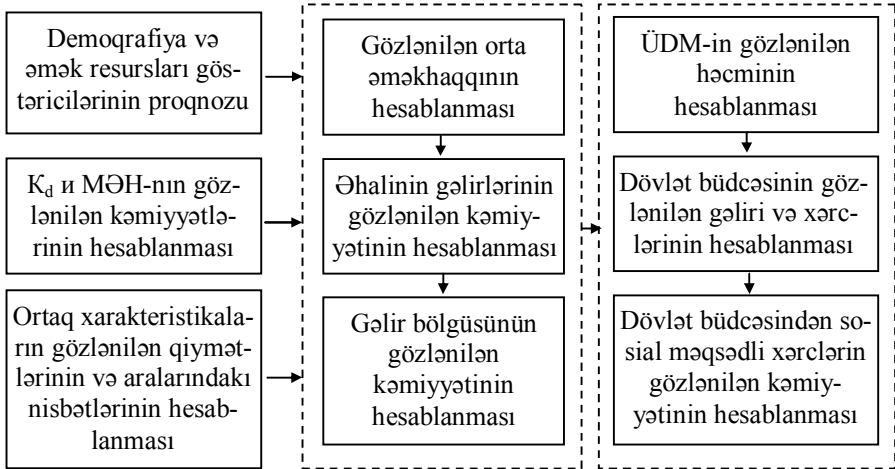 Demoqrafiya və
əmək resursları gös-
təricilərinin proqnozu
K_d и MƏH-nın göz-
lənilən kəmiyyətlə-
rinin hesablanması
Ortaq xarakteristikala-
rın gözlənilən qiymət-
lərinin və aralarındakı
nisbətlərinin hesab-
lanması
Gözlənilən orta
əməkhaqqının
hesablanması
Əhalinin gəlirlərinin
gözlənilən kəmiy-
yətinin hesablanması
Gəlir bölgüsünün
gözlənilən
kəmiyyətinin
hesablanması
ÜDM-in gözlənilən
həcminin
hesablanması
Dövlət büdcəsinin göz-
lənilən gəliri və xərc-
lərinin hesablanması
Dövlət büdcəsindən so-
sial məqsədli xərclərin
gözlənilən kəmiy-
yətinin hesablanması